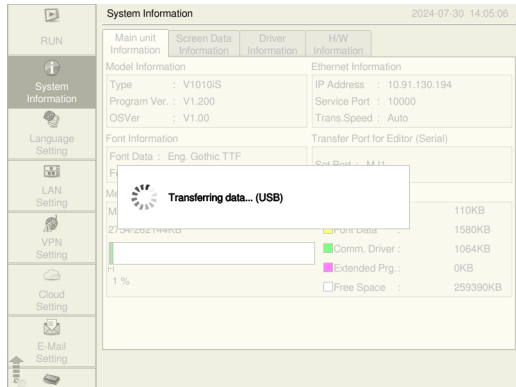 System Information
2024-07-30 14:05:06
RUN
System
Information
Language
Setting
LAN
Setting
VPN
Setting
Cloud
Setting
E-Mail
Setting
Main unit
Information
Screen Data
Information
Driver
Information
H/W
Information
Model Information
Type : V1010iS
Program Ver. : V1.200
OSVer : V1.00
Ethernet Information
IP Address : 10.91.130.194
Service Port : 10000
Trans.Speed : Auto
Font Information
Font Data : Eng. Gothic TTF
Transfer Port for Editor (Serial)
Transferring data... (USB)
2754/262144KB
1 %
110KB
Font Data : 1580KB
Comm. Driver : 1064KB
Extended Prg.: 0KB
Free Space : 259390KB